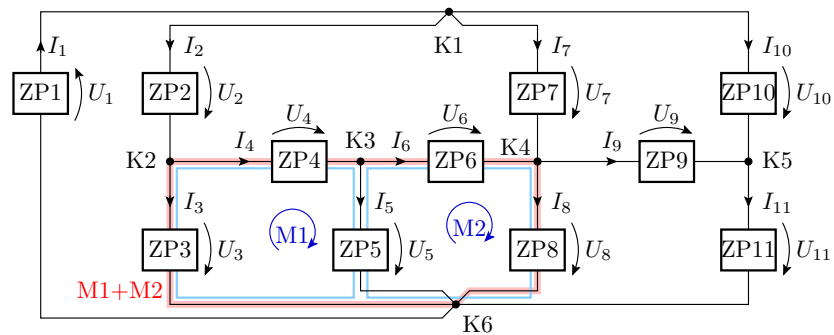 K1
I1 I2 I7 I10
ZP1 U1 ZP2 U2 ZP7 U7 ZP10 U10
U4 U6 U9
K2 I4 ZP4 K3 I6 ZP6 K4 I9 ZP9 K5
I3 I5 I8 I11
ZP3 U3 M1 ZP5 U5 M2 ZP8 U8 ZP11 U11
M1+M2
K6